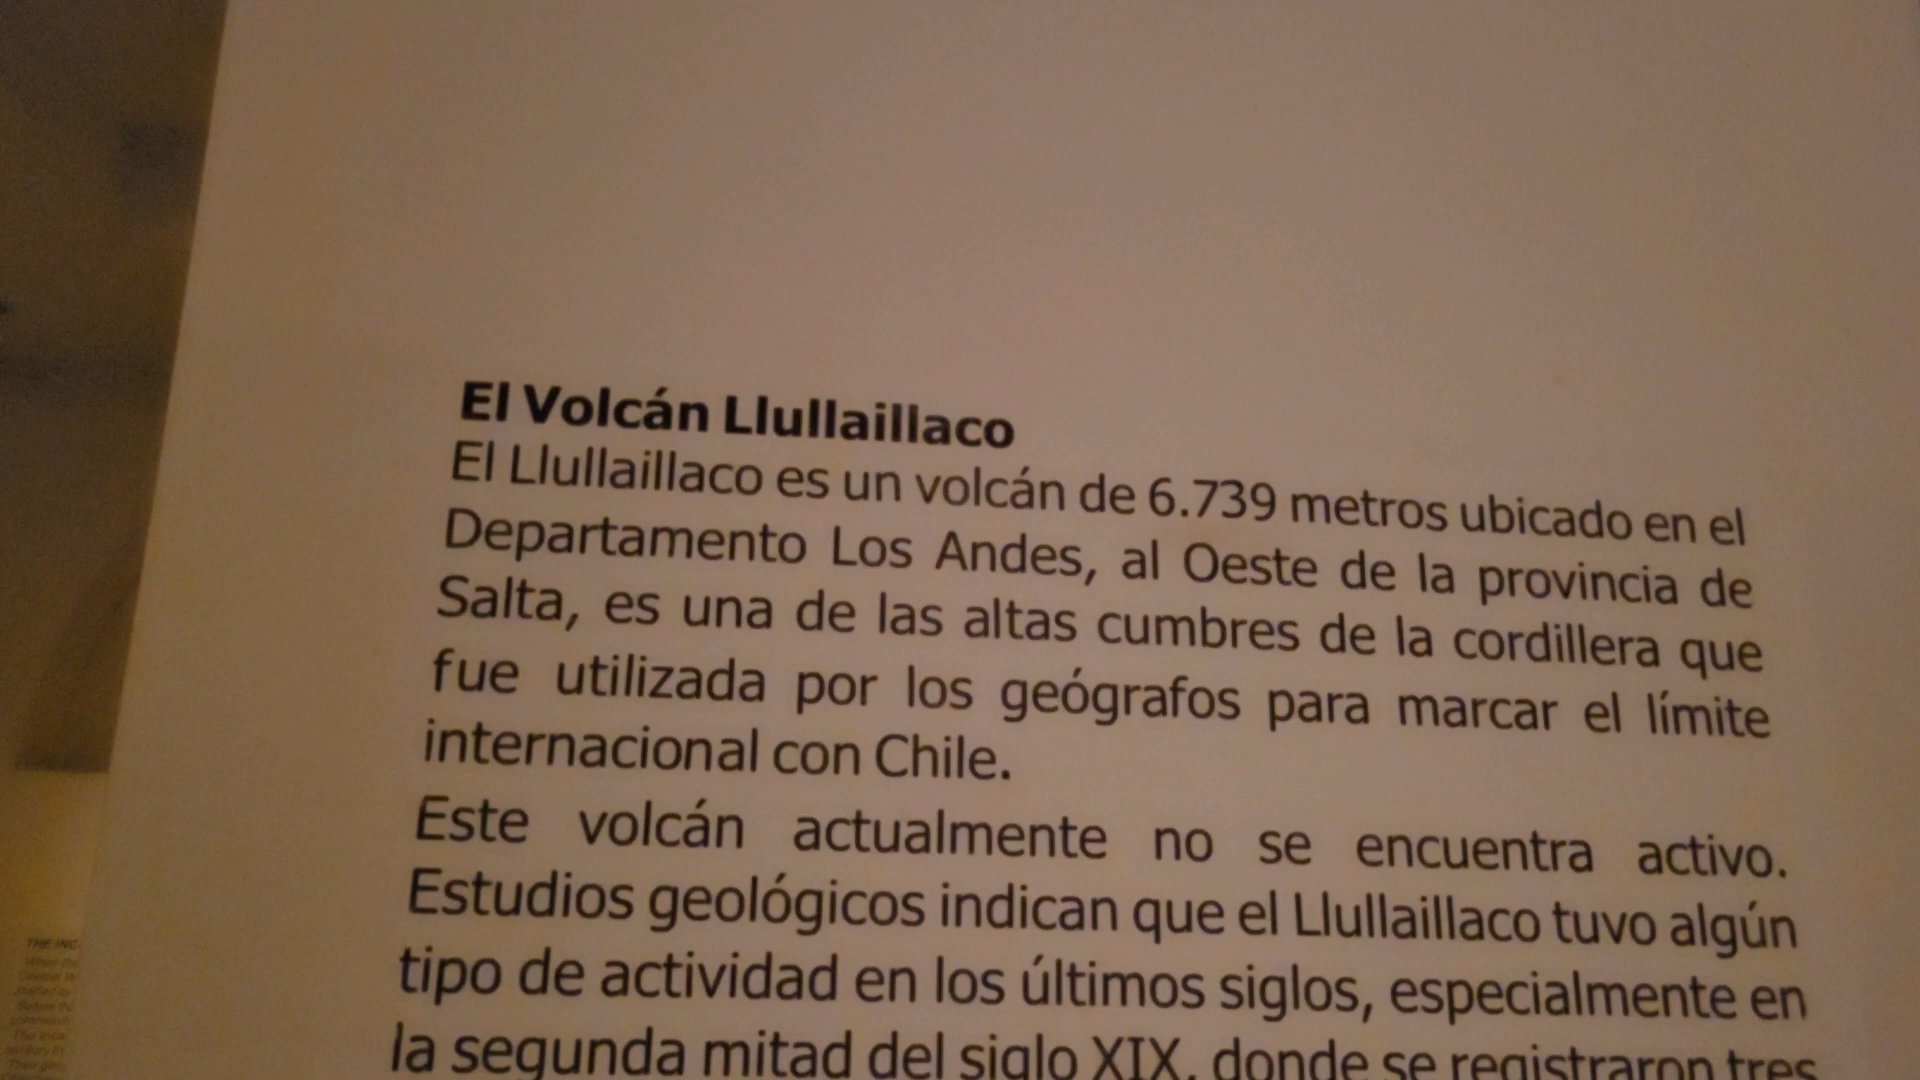 El Volcán Llullaillaco
El Llullaillaco es un volcán de 6.739 metros ubicado en el
Departamento Los Andes, al Oeste de la provincia de
Salta, es una de las altas cumbres de la cordillera que
fue utilizada por los geógrafos para marcar el límite
internacional con Chile.
Este volcán actualmente no se encuentra activo.
Estudios geológicos indican que el Llullaillaco tuvo algún
tipo de actividad en los últimos siglos, especialmente en
la segunda mitad del siglo XIX, donde se registraron tres
THE INC